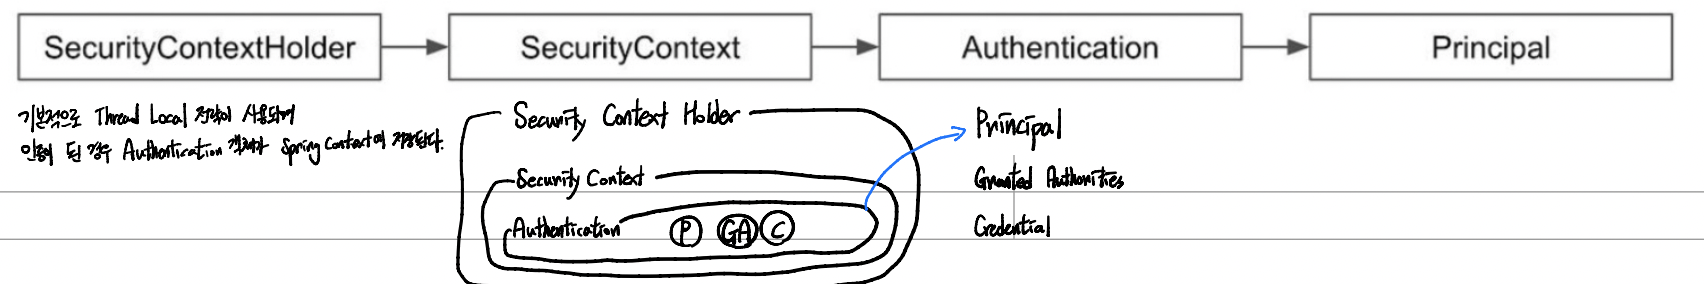 SecurityContextHolder
SecurityContext
Authentication
Principal
기본적으로 Thread Local 전략이 사용되며
인증이 된 경우 Authentication 객체가 Spring Context에 저장된다.
Security Context Holder
Security Context
Authentication P GA C
Principal
Granted Authorities
Credential